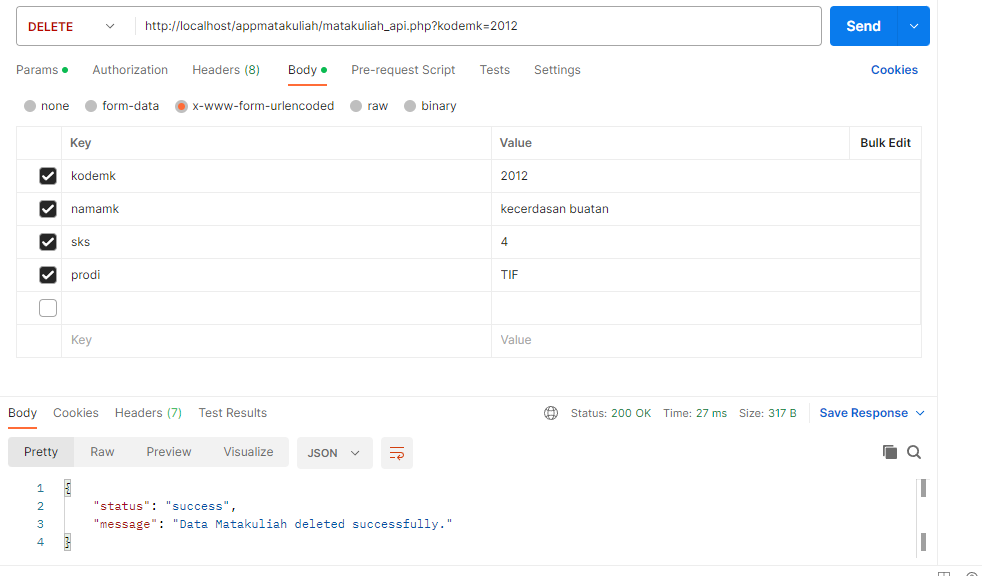 DELETE http://localhost/appmatakuliah/matakuliah_api.php?kodemk=2012 Send
Params Authorization Headers (8) Body Pre-request Script Tests Settings Cookies
none form-data x-www-form-urlencoded raw binary
Key Value Bulk Edit
kodemk 2012
namamk kecerdasan buatan
sks 4
prodi TIF
Key Value
Body Cookies Headers (7) Test Results Status: 200 OK Time: 27 ms Size: 317 B Save Response
Pretty Raw Preview Visualize JSON
1 {
2 "status": "success",
3 "message": "Data Matakuliah deleted successfully."
4 }